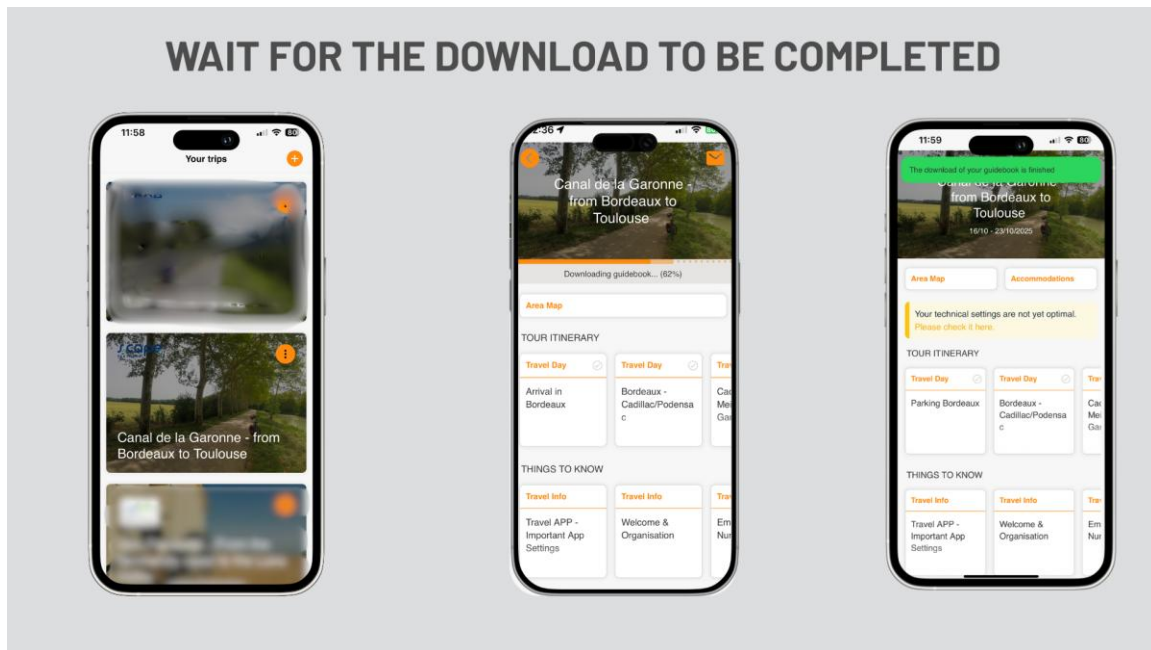 WAIT FOR THE DOWNLOAD TO BE COMPLETED
11:58
80
Your trips
Canal de la Garonne - from
Bordeaux to Toulouse
2:36
Canal de la Garonne -
from Bordeaux to
Toulouse
Downloading guidebook... (62%)
Area Map
TOUR ITINERARY
Travel Day
Travel Day
Arrival in
Bordeaux
Bordeaux -
Cadillac/Podensa
c
THINGS TO KNOW
Travel Info
Travel Info
Travel APP -
Important App
Settings
Welcome &
Organisation
11:59
80
The download of your guidebook is finished
Canal de la Garonne
from Bordeaux to
Toulouse
16/10 - 23/10/2025
Area Map
Accommodations
Your technical settings are not yet optimal.
Please check it here.
TOUR ITINERARY
Travel Day
Travel Day
Parking Bordeaux
Bordeaux -
Cadillac/Podensa
c
THINGS TO KNOW
Travel Info
Travel Info
Travel APP -
Important App
Settings
Welcome &
Organisation